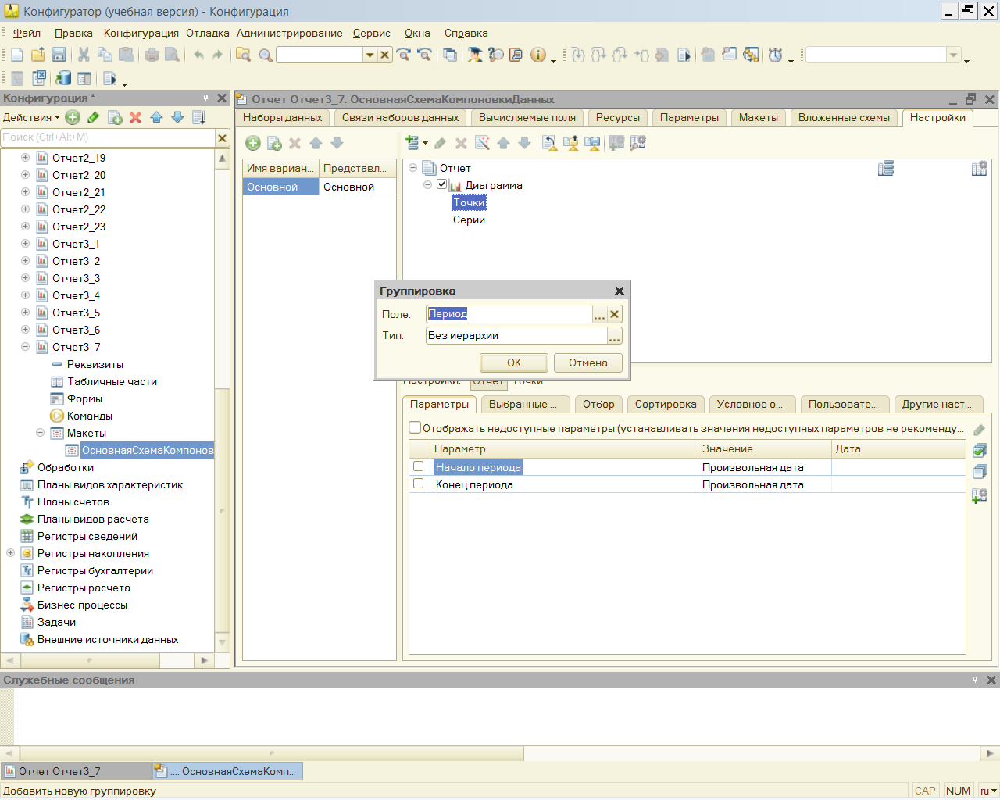 Конфигуратор (учебная версия) - Конфигурация
Файл Правка Конфигурация Отладка Администрирование Сервис Окна Справка
Конфигурация *
Действия
Поиск (Ctrl+Alt+M)
Отчет2_19
Отчет2_20
Отчет2_21
Отчет2_22
Отчет2_23
Отчет3_1
Отчет3_2
Отчет3_3
Отчет3_4
Отчет3_5
Отчет3_6
Отчет3_7
Реквизиты
Табличные части
Формы
Команды
Макеты
ОсновнаяСхемаКомпонов
Обработки
Планы видов характеристик
Планы счетов
Планы видов расчета
Регистры сведений
Регистры накопления
Регистры бухгалтерии
Регистры расчета
Бизнес-процессы
Задачи
Внешние источники данных
Отчет Отчет3_7: ОсновнаяСхемаКомпоновкиДанных
Наборы данных Связи наборов данных Вычисляемые поля Ресурсы Параметры Макеты Вложенные схемы Настройки
Имя вариан... Представл...
Основной Основной
Отчет
Диаграмма
Точки
Серии
Группировка
Поле: Период ...
Тип: Без иерархии ...
ОК Отмена
Настройки: Отчет Точки
Параметры Выбранные ... Отбор Сортировка Условное о... Пользовате... Другие наст...
Отображать недоступные параметры (устанавливать значения недоступных параметров не рекоменду...
Параметр Значение Дата
Начало периода Произвольная дата
Конец периода Произвольная дата
Служебные сообщения
Отчет Отчет3_7 ...: ОсновнаяСхемаКомп...
Добавить новую группировку CAP NUM ru